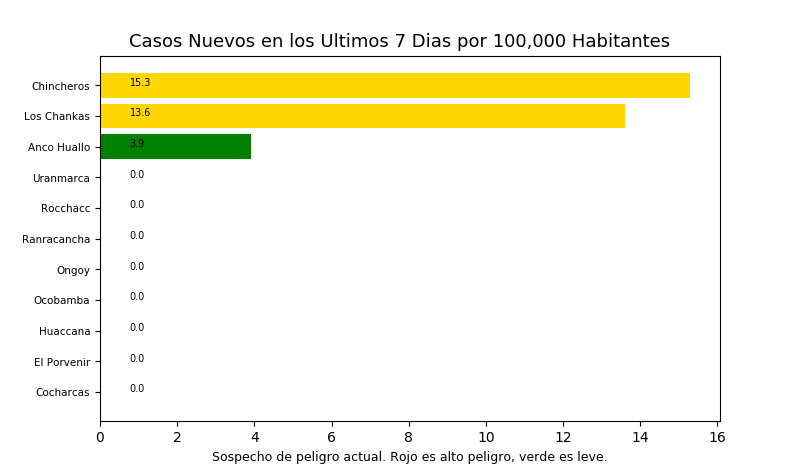 Casos Nuevos en los Ultimos 7 Dias por 100,000 Habitantes
Chincheros 15.3
Los Chankas 13.6
Anco Huallo 3.9
Uranmarca 0.0
Rocchacc 0.0
Ranracancha 0.0
Ongoy 0.0
Ocobamba 0.0
Huaccana 0.0
El Porvenir 0.0
Cocharcas 0.0
0 2 4 6 8 10 12 14 16
Sospecho de peligro actual. Rojo es alto peligro, verde es leve.